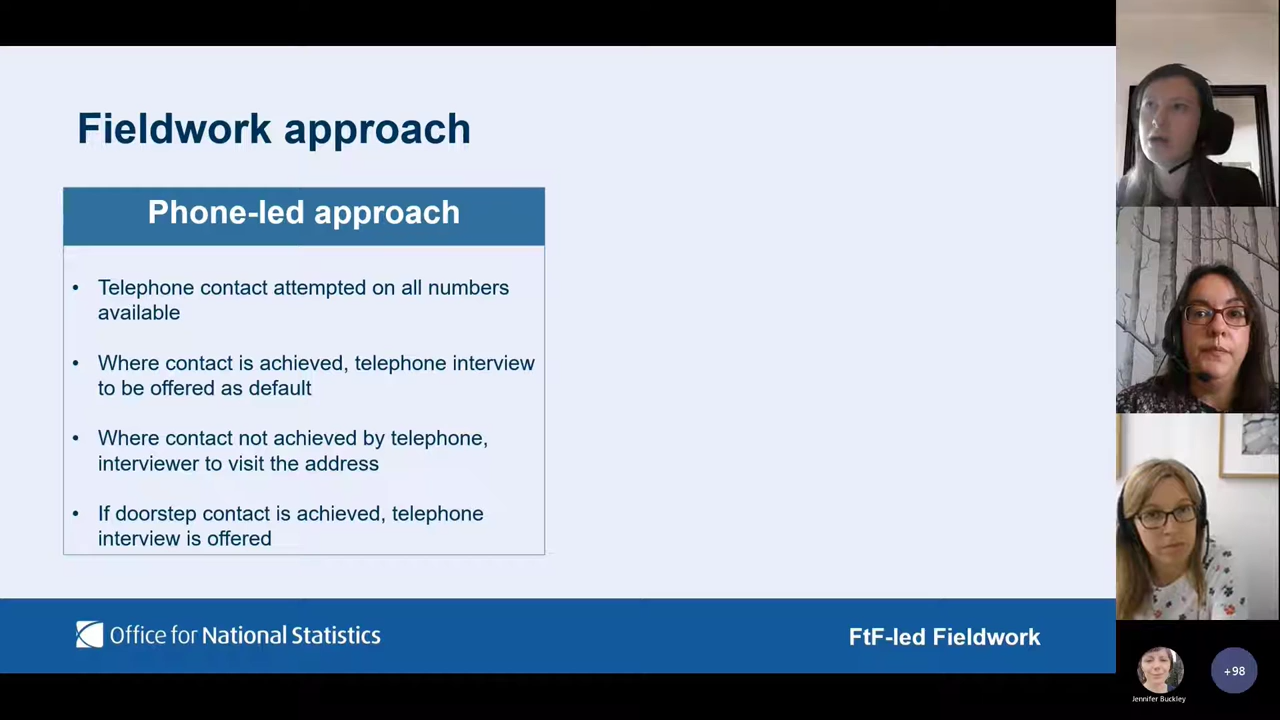 Fieldwork approach
Phone-led approach
• Telephone contact attempted on all numbers
available
• Where contact is achieved, telephone interview
to be offered as default
• Where contact not achieved by telephone,
interviewer to visit the address
• If doorstep contact is achieved, telephone
interview is offered
Office for National Statistics
FtF-led Fieldwork
Jennifer Buckley
+98